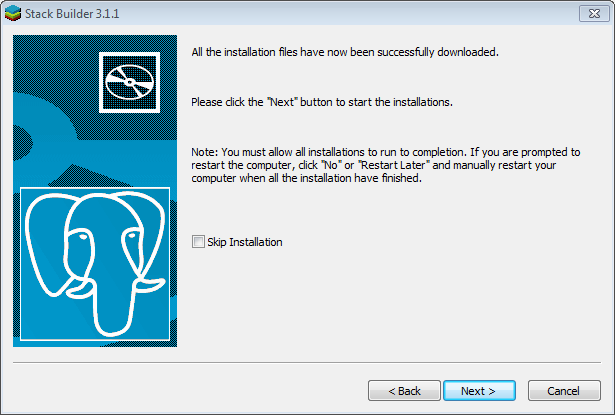 Stack Builder 3.1.1
All the installation files have now been successfully downloaded.
Please click the "Next" button to start the installations.
Note: You must allow all installations to run to completion. If you are prompted to
restart the computer, click "No" or "Restart Later" and manually restart your
computer when all the installation have finished.
Skip Installation
< Back
Next >
Cancel